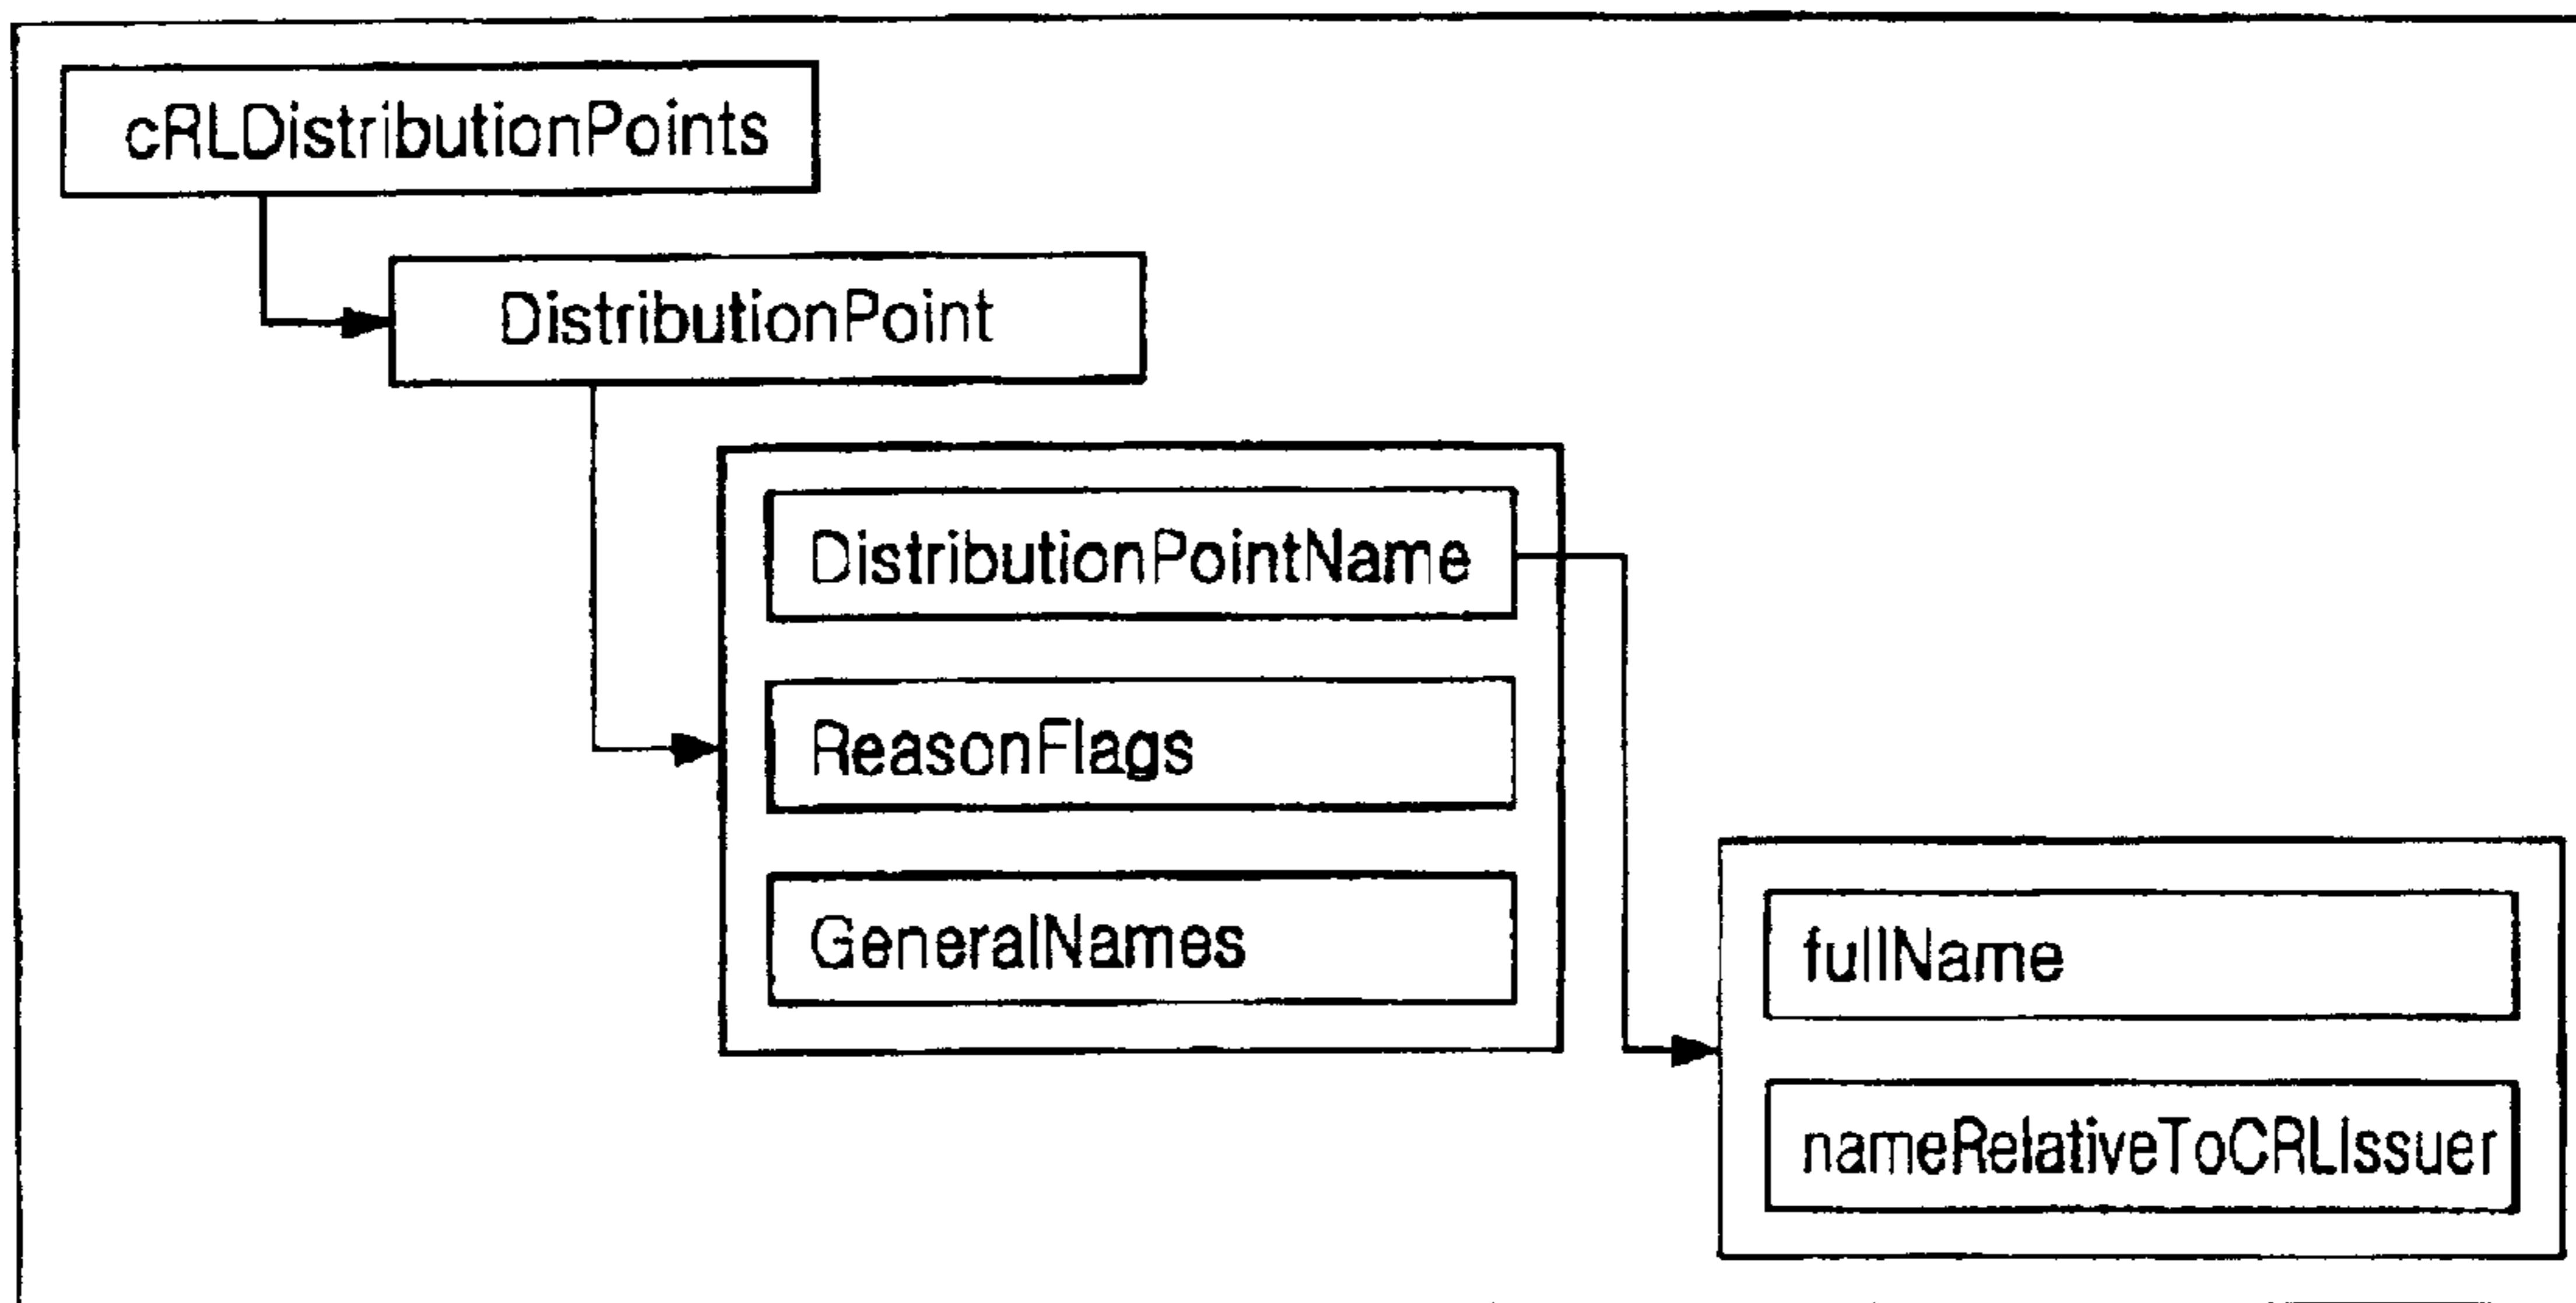 cRLDistributionPoints
DistributionPoint
DistributionPointName
ReasonFlags
GeneralNames
fullName
nameRelativeToCRLIssuer